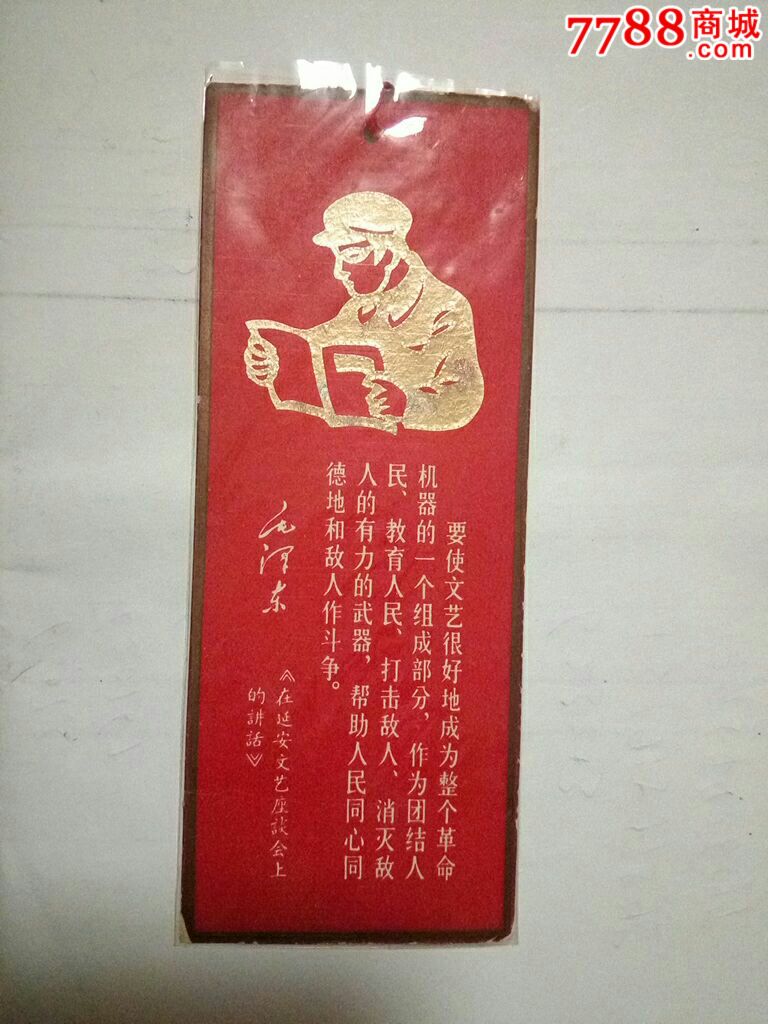 7788商城
.com
要使文艺很好地成为整个革命
机器的一个组成部分，作为团结人
民、教育人民、打击敌人、消灭敌
人的有力的武器，帮助人民同心同
德地和敌人作斗争。
毛泽东
《在延安文艺座谈会上
的讲话》